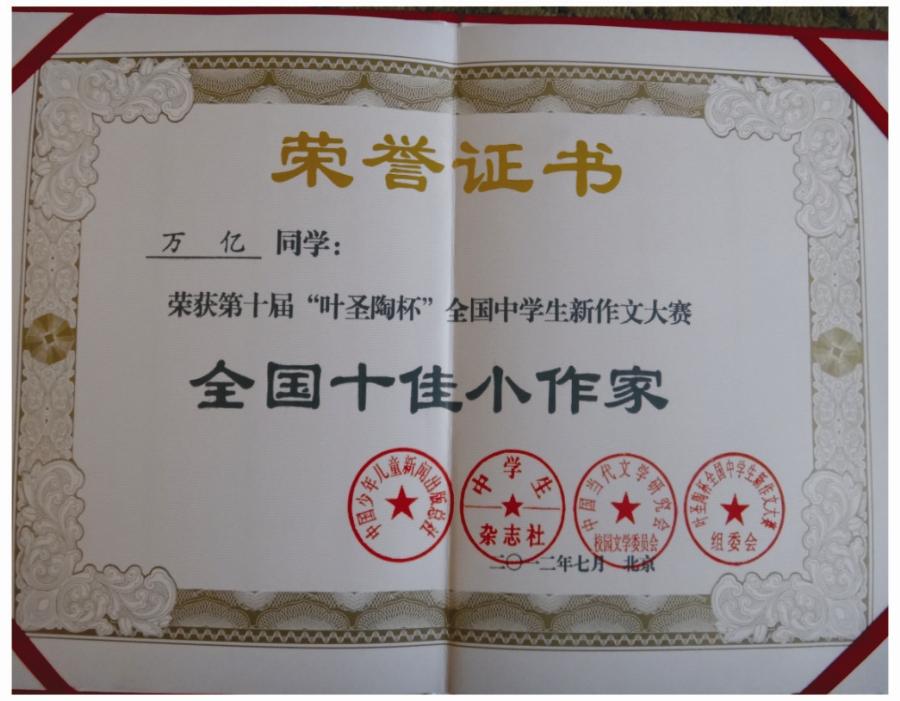 荣誉证书
万 亿 同学：
荣获第十届“叶圣陶杯”全国中学生新作文大赛
全国十佳小作家
中国少年儿童新闻出版总社
中学生
杂志社
中国当代文学研究会
校园文学委员会
叶圣陶杯全国中学生新作文大赛
组委会
二〇一二年七月 北京